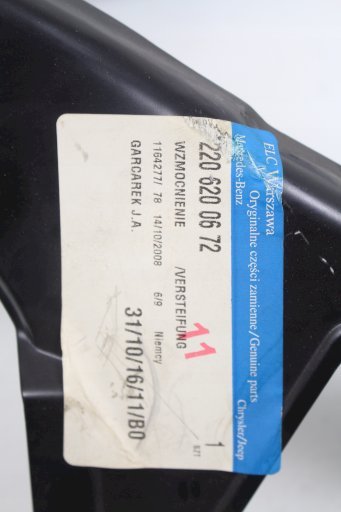 ELC Warszawa
Oryginalne części zamienne/Genuine parts
Mercedes-Benz Chrysler/Jeep
220 620 06 72 1
szt
WZMOCNIENIE /VERSTEIFUNG
11
1164277/ 78 14/10/2008 6/9 Niemcy
GARCAREK J.A. 31/10/16/11/B0